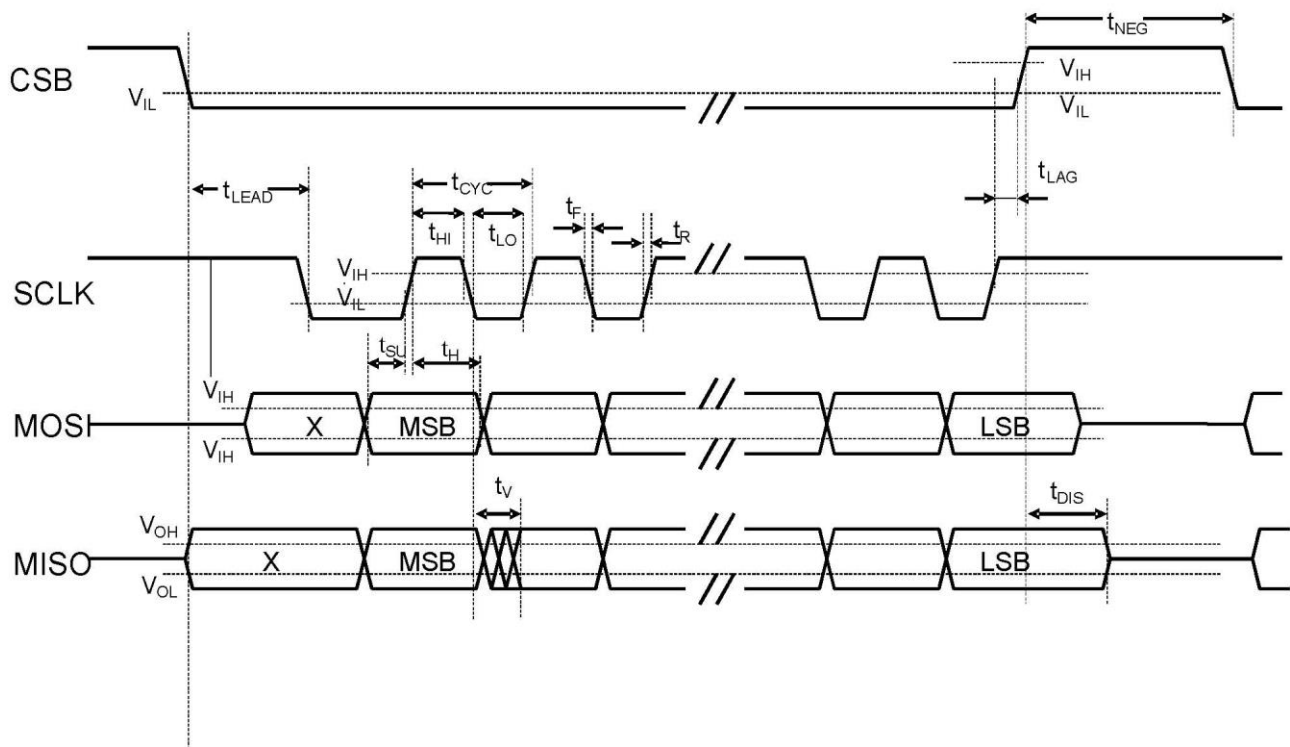 tNEG
CSB
VIH
VIL
VIL
tLEAD
tCYC
tLAG
tF
tHI
tLO
tR
VIH
SCLK
VIL
tSU
tH
VIH
MOSI
X
MSB
LSB
VIH
tV
tDIS
VOH
MISO
X
MSB
LSB
VOL